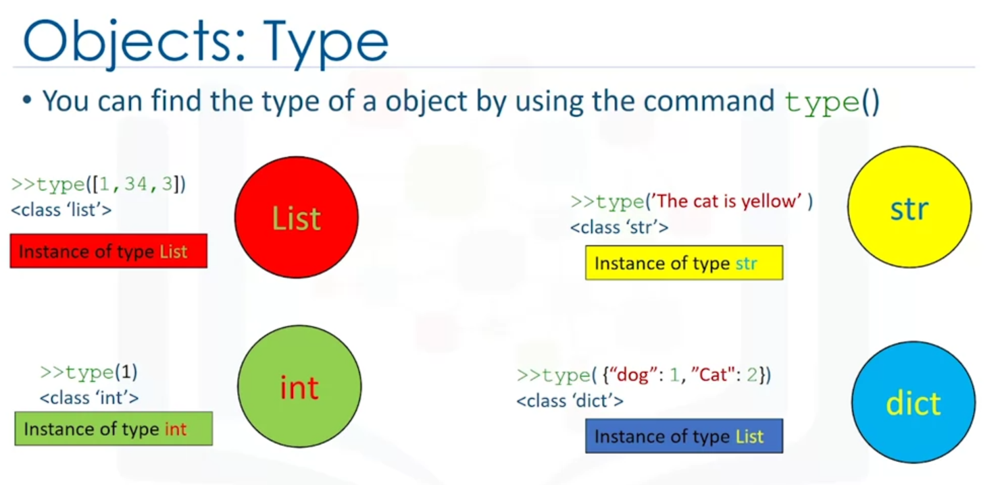 Objects: Type
• You can find the type of a object by using the command type()
>>type([1,34,3])
<class ‘list’>
Instance of type List
List
>>type(’The cat is yellow’ )
<class ‘str’>
Instance of type str
str
>>type(1)
<class ‘int’>
Instance of type int
int
>>type( {“dog”: 1, ”Cat": 2})
<class ‘dict’>
Instance of type List
dict